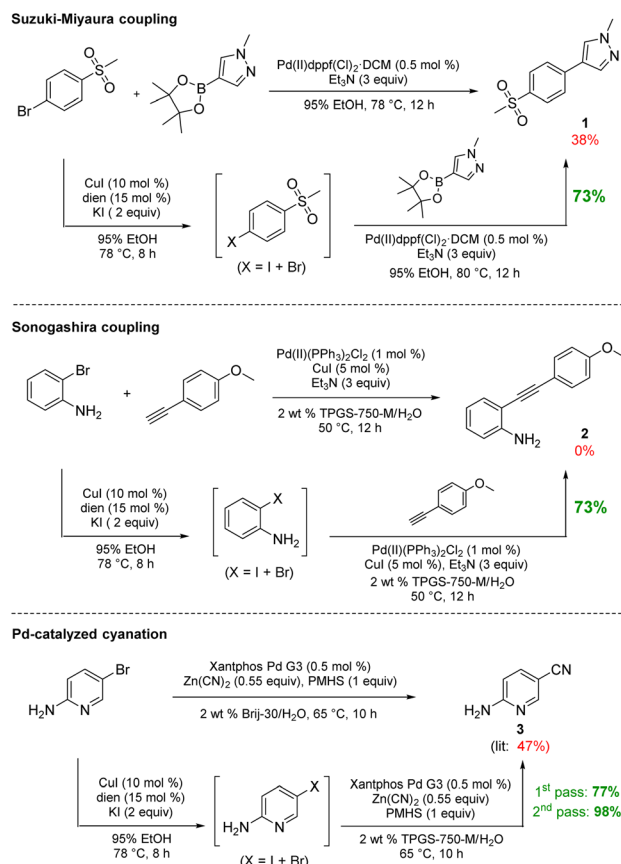 Suzuki-Miyaura coupling
Br
S
O
O
+
O
O
B
N
N
Pd(II)dppf(Cl)2·DCM (0.5 mol %)
Et3N (3 equiv)
95% EtOH, 78 °C, 12 h
N
N
S
O
O
1
38%
CuI (10 mol %)
dien (15 mol %)
KI ( 2 equiv)
95% EtOH
78 °C, 8 h
O
O
S
X
(X = I + Br)
O
O
B
N
N
Pd(II)dppf(Cl)2·DCM (0.5 mol %)
Et3N (3 equiv)
95% EtOH, 80 °C, 12 h
73%
Sonogashira coupling
Br
NH2
+
O
Pd(II)(PPh3)2Cl2 (1 mol %)
CuI (5 mol %)
Et3N (3 equiv)
2 wt % TPGS-750-M/H2O
50 °C, 12 h
O
NH2
2
0%
CuI (10 mol %)
dien (15 mol %)
KI ( 2 equiv)
95% EtOH
78 °C, 8 h
X
NH2
(X = I + Br)
O
Pd(II)(PPh3)2Cl2 (1 mol %)
CuI (5 mol %), Et3N (3 equiv)
2 wt % TPGS-750-M/H2O
50 °C, 12 h
73%
Pd-catalyzed cyanation
Br
H2N
N
Xantphos Pd G3 (0.5 mol %)
Zn(CN)2 (0.55 equiv), PMHS (1 equiv)
2 wt % Brij-30/H2O, 65 °C, 10 h
CN
H2N
N
3
(lit: 47%)
CuI (10 mol %)
dien (15 mol %)
KI (2 equiv)
95% EtOH
78 °C, 8 h
X
H2N
N
(X = I + Br)
Xantphos Pd G3 (0.5 mol %)
Zn(CN)2 (0.55 equiv)
PMHS (1 equiv)
2 wt % TPGS-750-M/H2O
65 °C, 10 h
1st pass: 77%
2nd pass: 98%